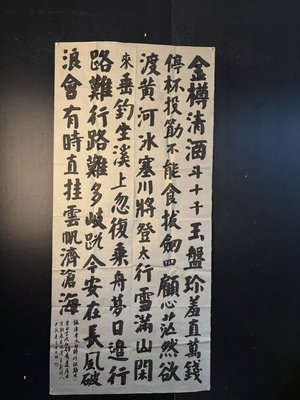 金樽清酒斗十千玉盤珍羞直萬錢
停杯投筯不能食拔劒四顧心茫然欲
渡黄河冰塞川將登太行雪滿山閑
來垂釣坐溪上忽復乘舟夢日邊行
路難行路難多岐路今安在長風破
浪會有時直挂雲帆濟滄海